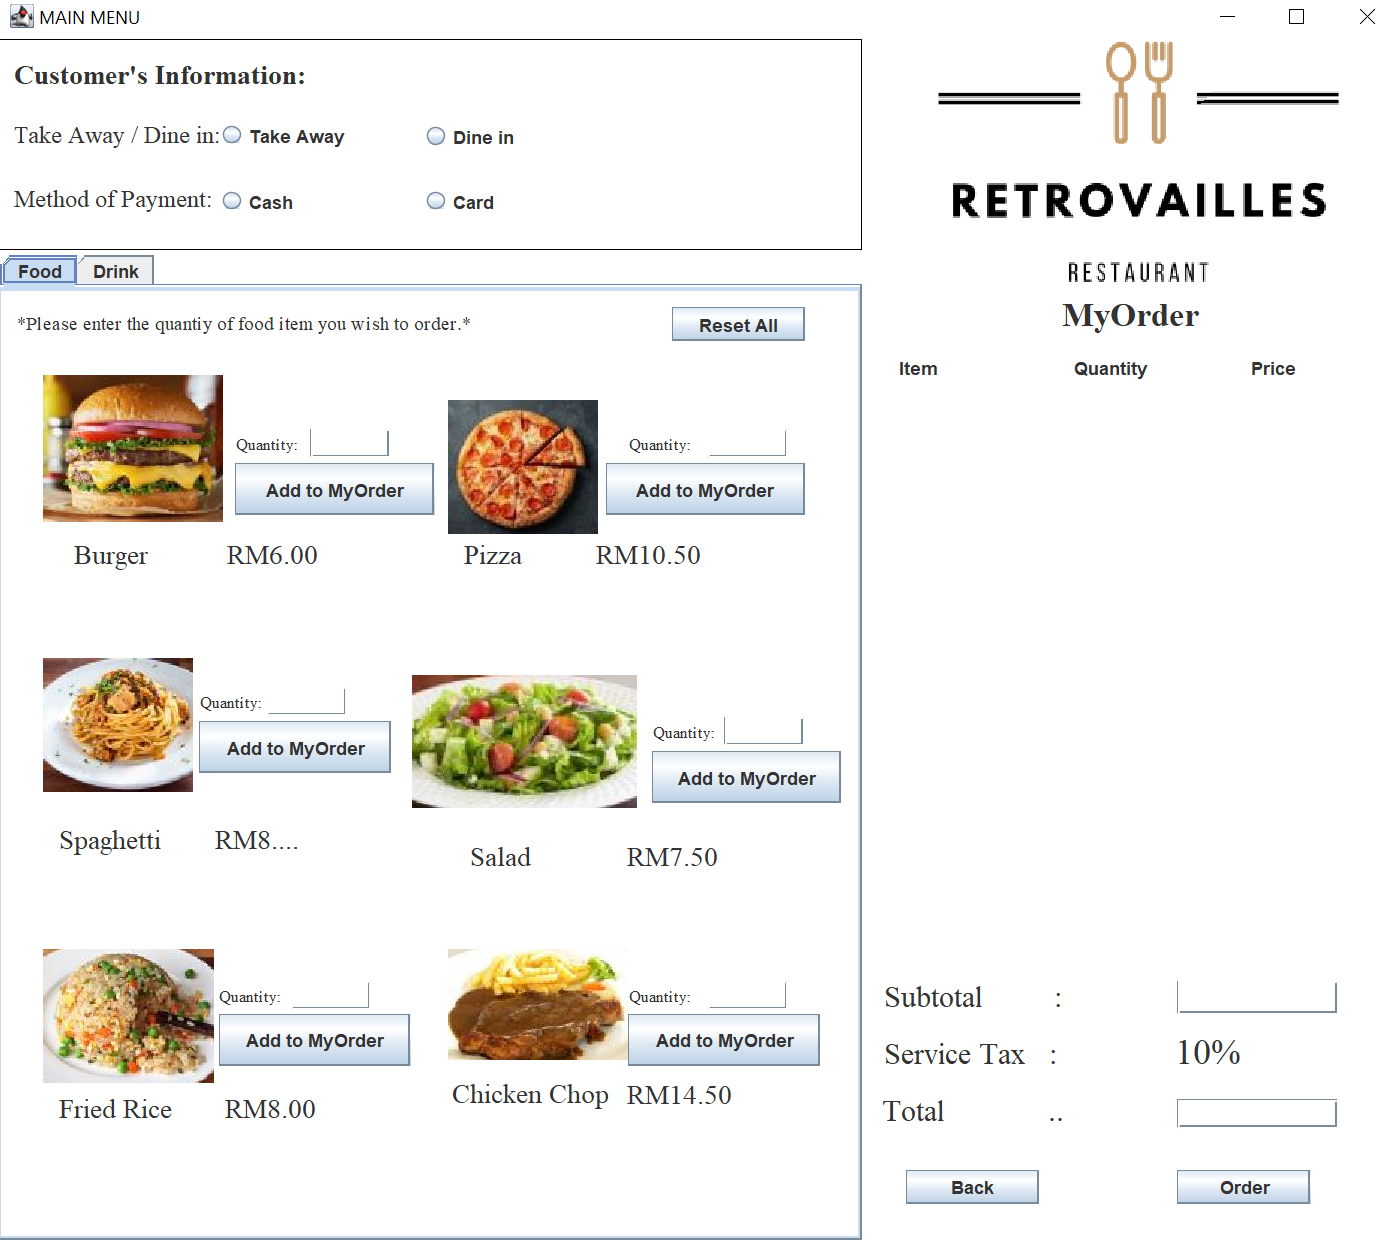 MAIN MENU
Customer's Information:
Take Away / Dine in: Take Away Dine in
Method of Payment: Cash Card
Food Drink
*Please enter the quantiy of food item you wish to order.*
Reset All
Quantity:
Add to MyOrder
Burger RM6.00
Quantity:
Add to MyOrder
Pizza RM10.50
Quantity:
Add to MyOrder
Spaghetti RM8....
Quantity:
Add to MyOrder
Salad RM7.50
Quantity:
Add to MyOrder
Fried Rice RM8.00
Quantity:
Add to MyOrder
Chicken Chop RM14.50
RETROVAILLES
RESTAURANT
MyOrder
Item Quantity Price
Subtotal :
Service Tax : 10%
Total ..
Back Order